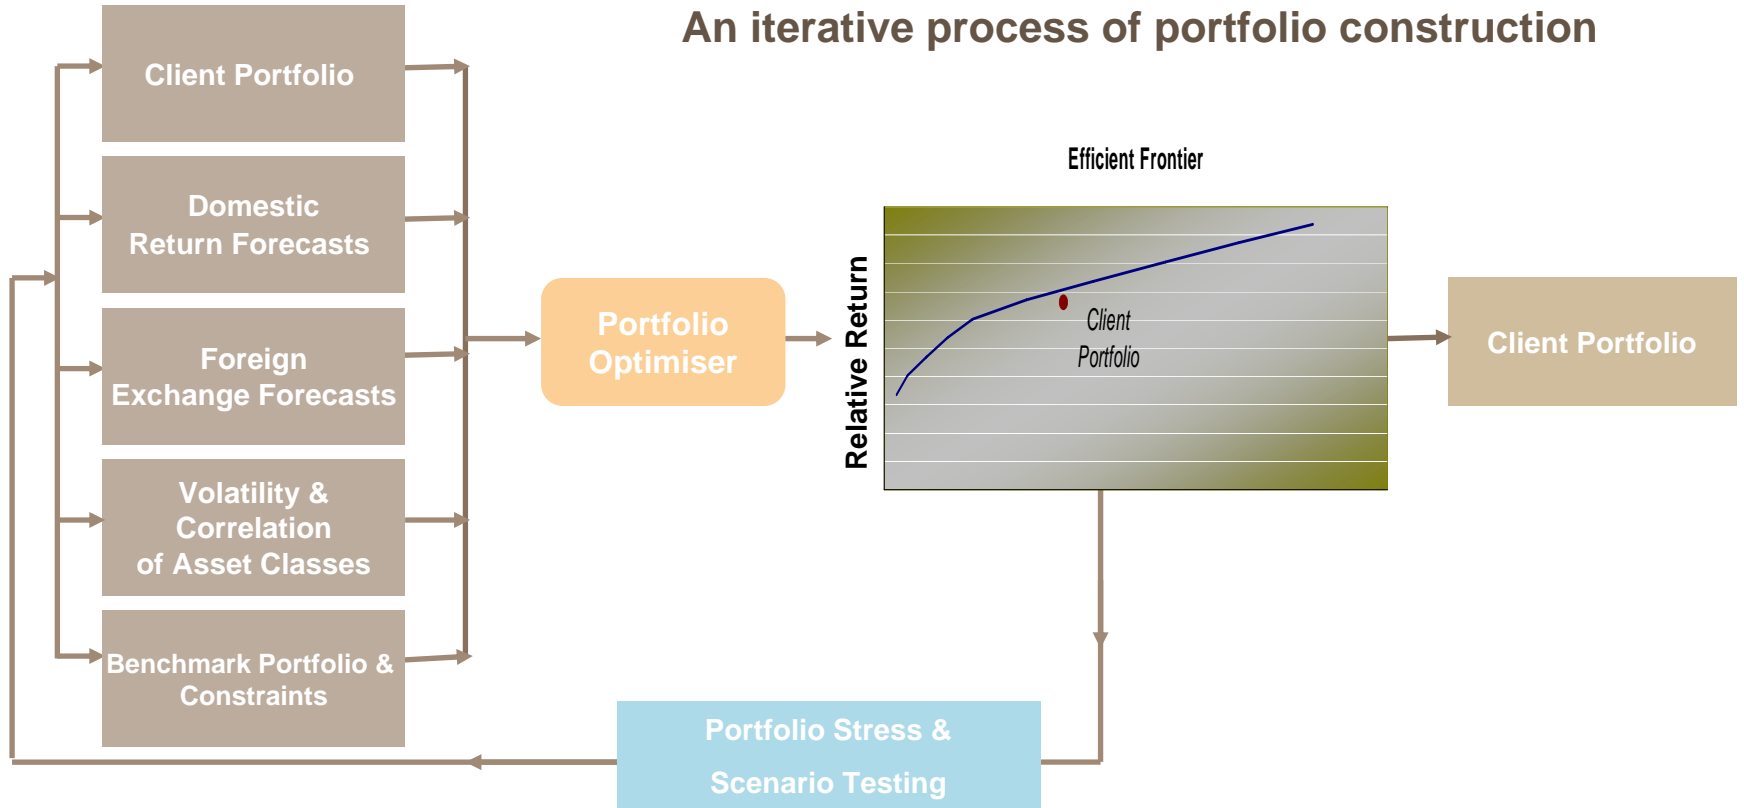 An iterative process of portfolio construction
Client Portfolio
Domestic
Return Forecasts
Foreign
Exchange Forecasts
Volatility &
Correlation
of Asset Classes
Benchmark Portfolio &
Constraints
Portfolio
Optimiser
Efficient Frontier
Relative Return
Client
Portfolio
Client Portfolio
Portfolio Stress &
Scenario Testing